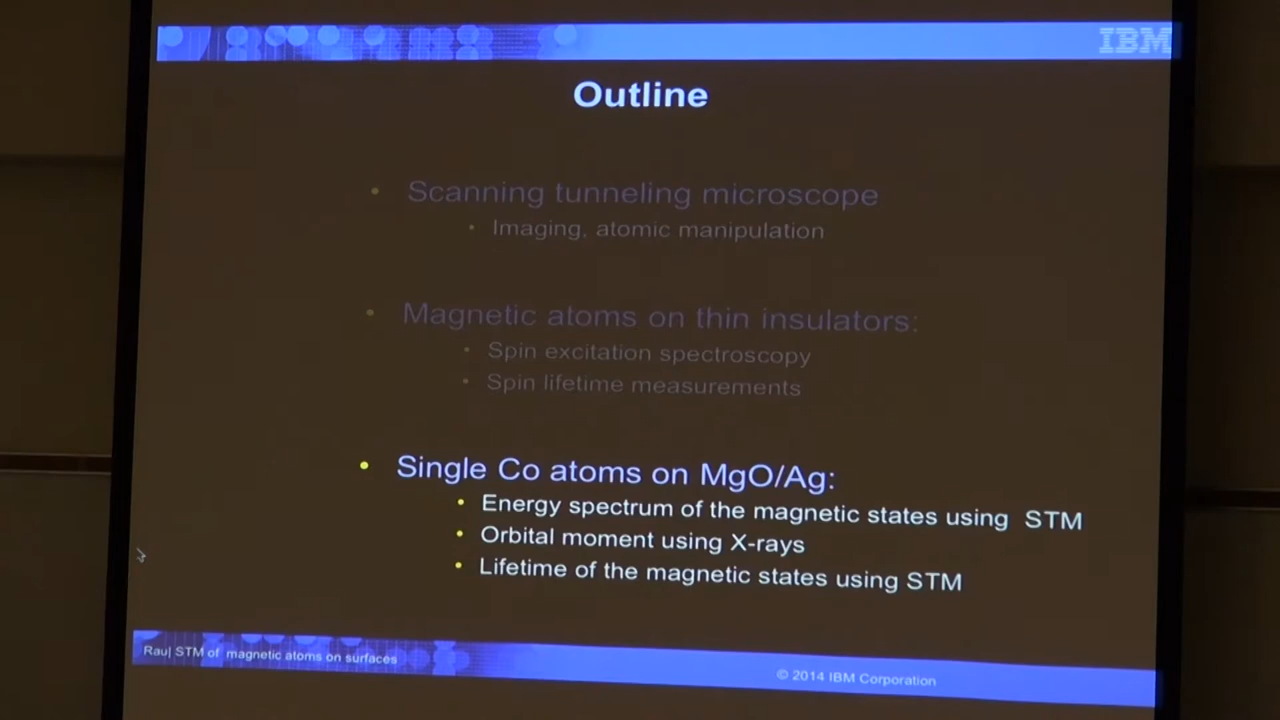 IBM
Outline
• Scanning tunneling microscope
• Imaging, atomic manipulation
• Magnetic atoms on thin insulators:
• Spin excitation spectroscopy
• Spin lifetime measurements
• Single Co atoms on MgO/Ag:
• Energy spectrum of the magnetic states using STM
• Orbital moment using X-rays
• Lifetime of the magnetic states using STM
Rau| STM of magnetic atoms on surfaces
© 2014 IBM Corporation